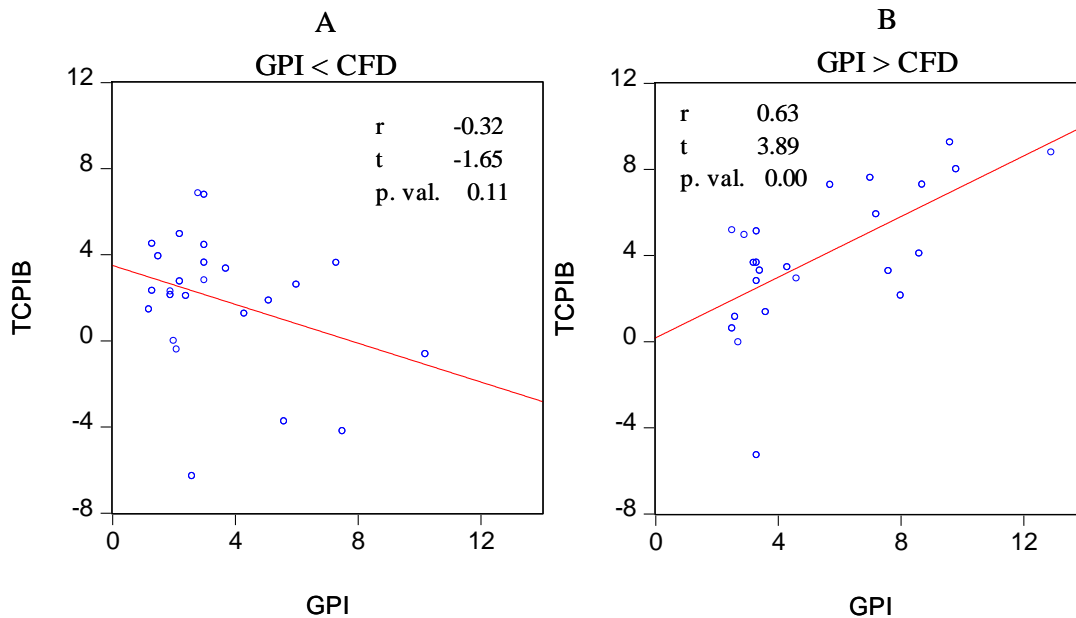 A
GPI < CFD
12
8
4
0
-4
-8
TCPIB
r -0.32
t -1.65
p. val. 0.11
0 4 8 12
GPI
B
GPI > CFD
12
8
4
0
-4
-8
TCPIB
r 0.63
t 3.89
p. val. 0.00
0 4 8 12
GPI